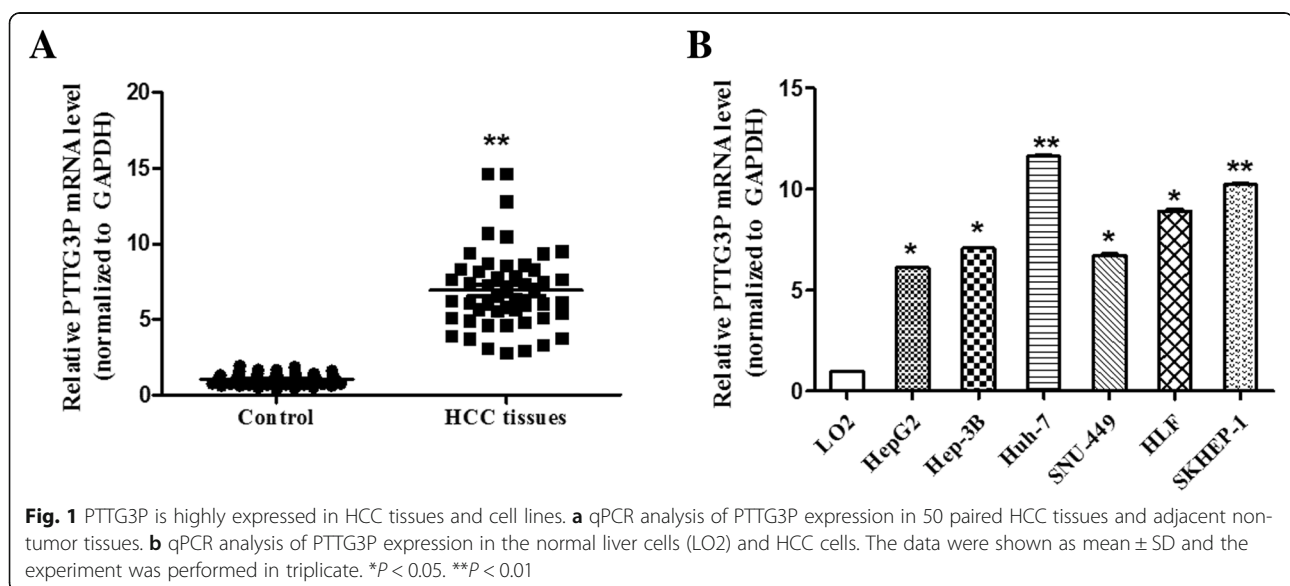 A
Relative PTTG3P mRNA level
(normalized to GAPDH)
20
15
10
5
0
**
Control
HCC tissues
B
Relative PTTG3P mRNA level
(normalized to GAPDH)
15
10
5
0
*
*
**
*
*
**
LO2
HepG2
Hep-3B
Huh-7
SNU-449
HLF
SKHEP-1
Fig. 1 PTTG3P is highly expressed in HCC tissues and cell lines. a qPCR analysis of PTTG3P expression in 50 paired HCC tissues and adjacent non-
tumor tissues. b qPCR analysis of PTTG3P expression in the normal liver cells (LO2) and HCC cells. The data were shown as mean ± SD and the
experiment was performed in triplicate. *P < 0.05. **P < 0.01